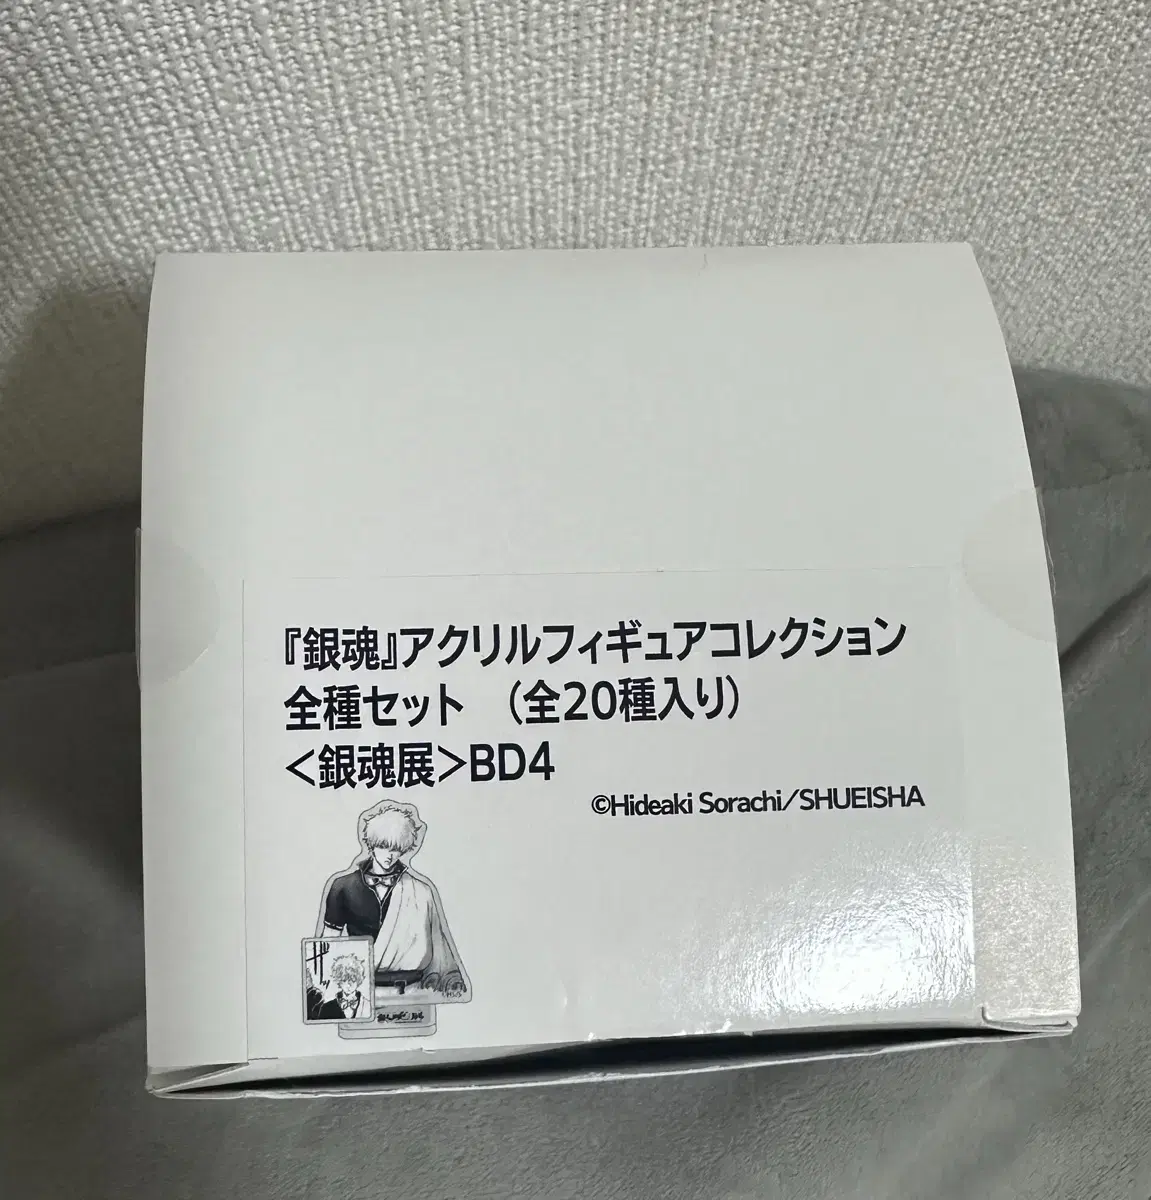 『銀魂』アクリルフィギュアコレクション
全種セット （全20種入り）
＜銀魂展＞BD4
©Hideaki Sorachi/SHUEISHA